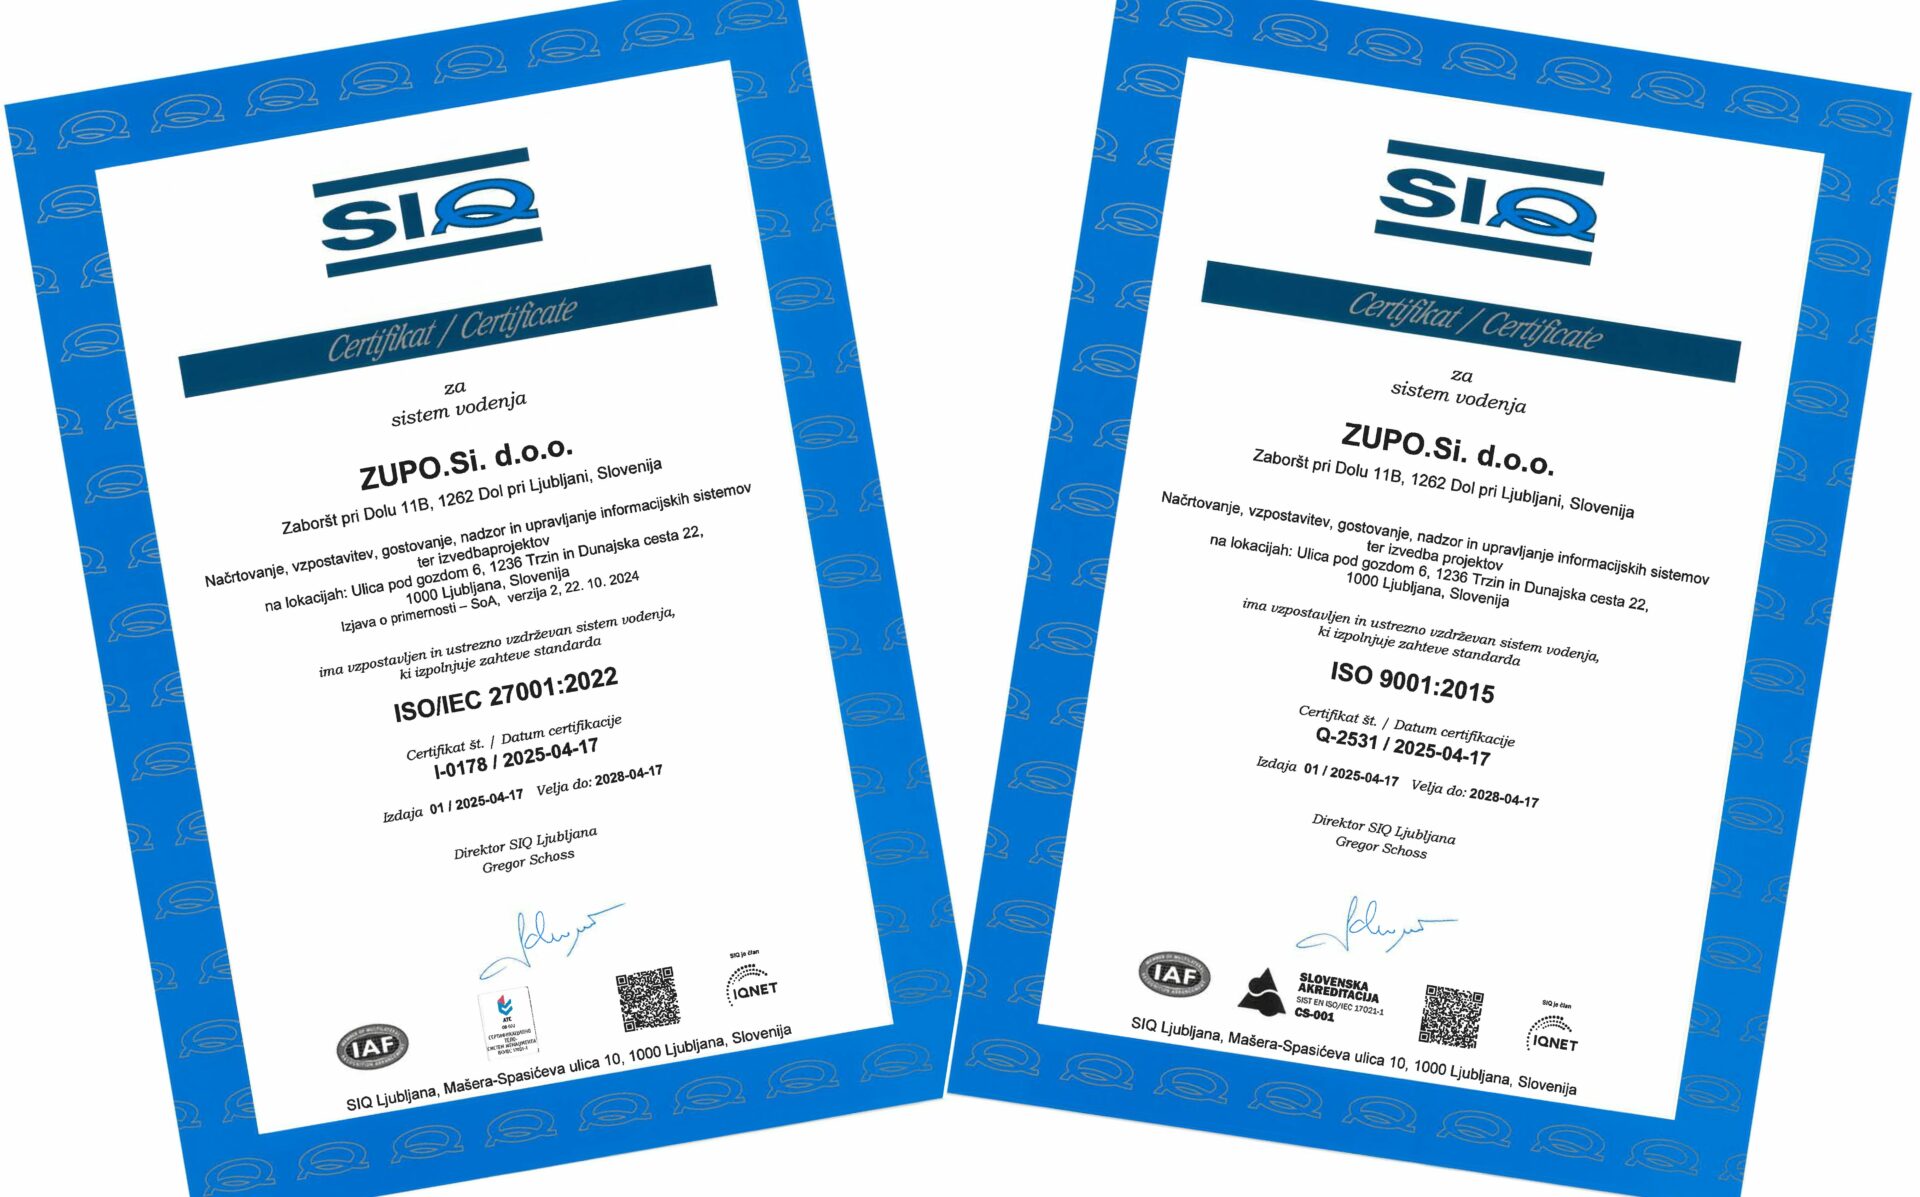 SIQ
Certifikat / Certificate
za
sistem vodenja
ZUPO.Si. d.o.o.
Zaboršt pri Dolu 11B, 1262 Dol pri Ljubljani, Slovenija
Načrtovanje, vzpostavitev, gostovanje, nadzor in upravljanje informacijskih sistemov
ter izvedbaprojektov
na lokacijah: Ulica pod gozdom 6, 1236 Trzin in Dunajska cesta 22,
1000 Ljubljana, Slovenija
Izjava o primernosti – SoA, verzija 2, 22. 10. 2024
ima vzpostavljen in ustrezno vzdrževan sistem vodenja,
ki izpolnjuje zahteve standarda
ISO/IEC 27001:2022
Certifikat št. / Datum certifikacije
I-0178 / 2025-04-17
Izdaja 01 / 2025-04-17 Velja do: 2028-04-17
Direktor SIQ Ljubljana
Gregor Schoss
IAF
SIQ je član
IQNET
SIQ Ljubljana, Mašera-Spasićeva ulica 10, 1000 Ljubljana, Slovenija
SIQ
Certifikat / Certificate
za
sistem vodenja
ZUPO.Si. d.o.o.
Zaboršt pri Dolu 11B, 1262 Dol pri Ljubljani, Slovenija
Načrtovanje, vzpostavitev, gostovanje, nadzor in upravljanje informacijskih sistemov
ter izvedba projektov
na lokacijah: Ulica pod gozdom 6, 1236 Trzin in Dunajska cesta 22,
1000 Ljubljana, Slovenija
ima vzpostavljen in ustrezno vzdrževan sistem vodenja,
ki izpolnjuje zahteve standarda
ISO 9001:2015
Certifikat št. / Datum certifikacije
Q-2531 / 2025-04-17
Izdaja 01 / 2025-04-17 Velja do: 2028-04-17
Direktor SIQ Ljubljana
Gregor Schoss
IAF
SLOVENSKA
AKREDITACIJA
SIST EN ISO/IEC 17021-1
CS-001
SIQ je član
IQNET
SIQ Ljubljana, Mašera-Spasićeva ulica 10, 1000 Ljubljana, Slovenija